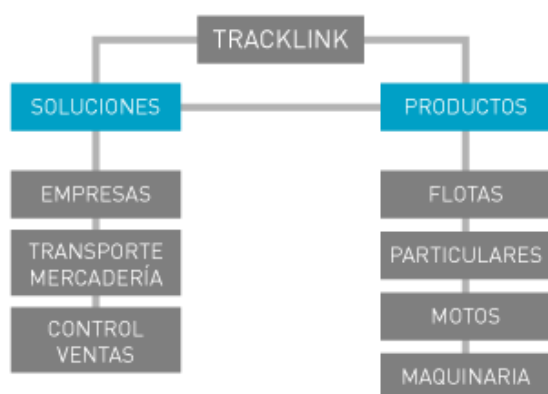 TRACKLINK
SOLUCIONES
PRODUCTOS
EMPRESAS
TRANSPORTE
MERCADERÍA
CONTROL
VENTAS
FLOTAS
PARTICULARES
MOTOS
MAQUINARIA